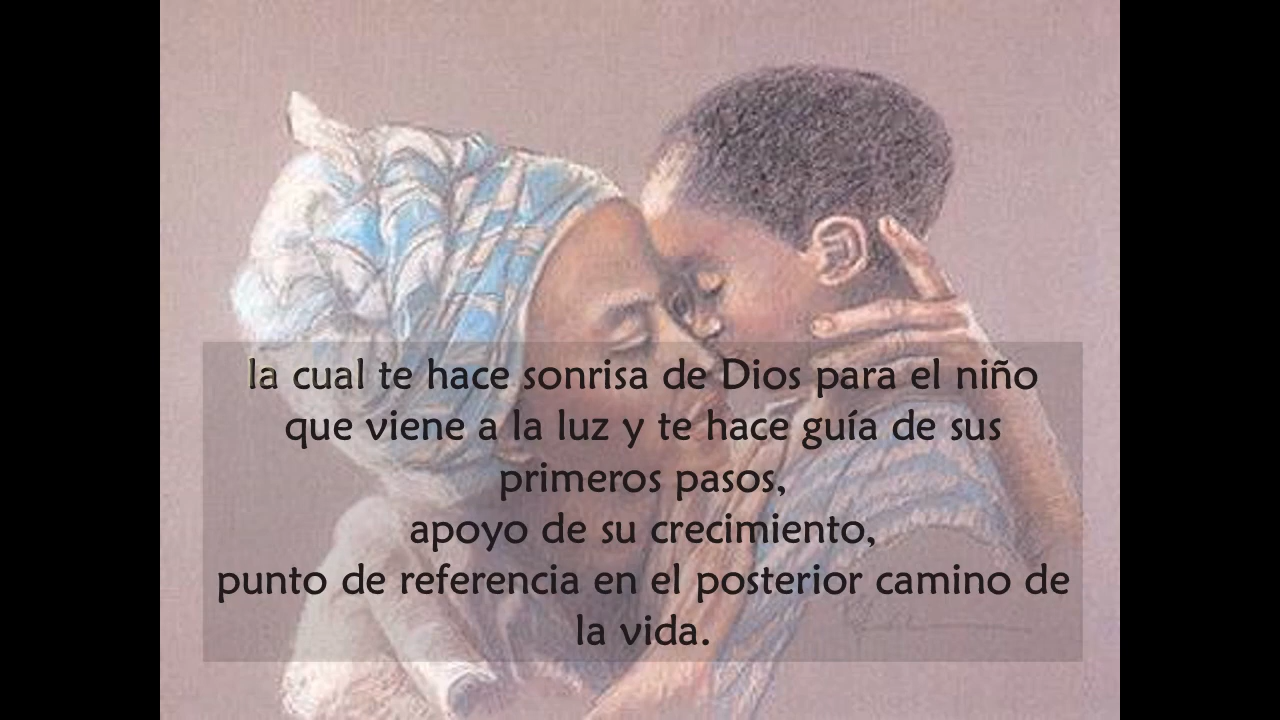 la cual te hace sonrisa de Dios para el niño
que viene a la luz y te hace guía de sus
primeros pasos,
apoyo de su crecimiento,
punto de referencia en el posterior camino de
la vida.